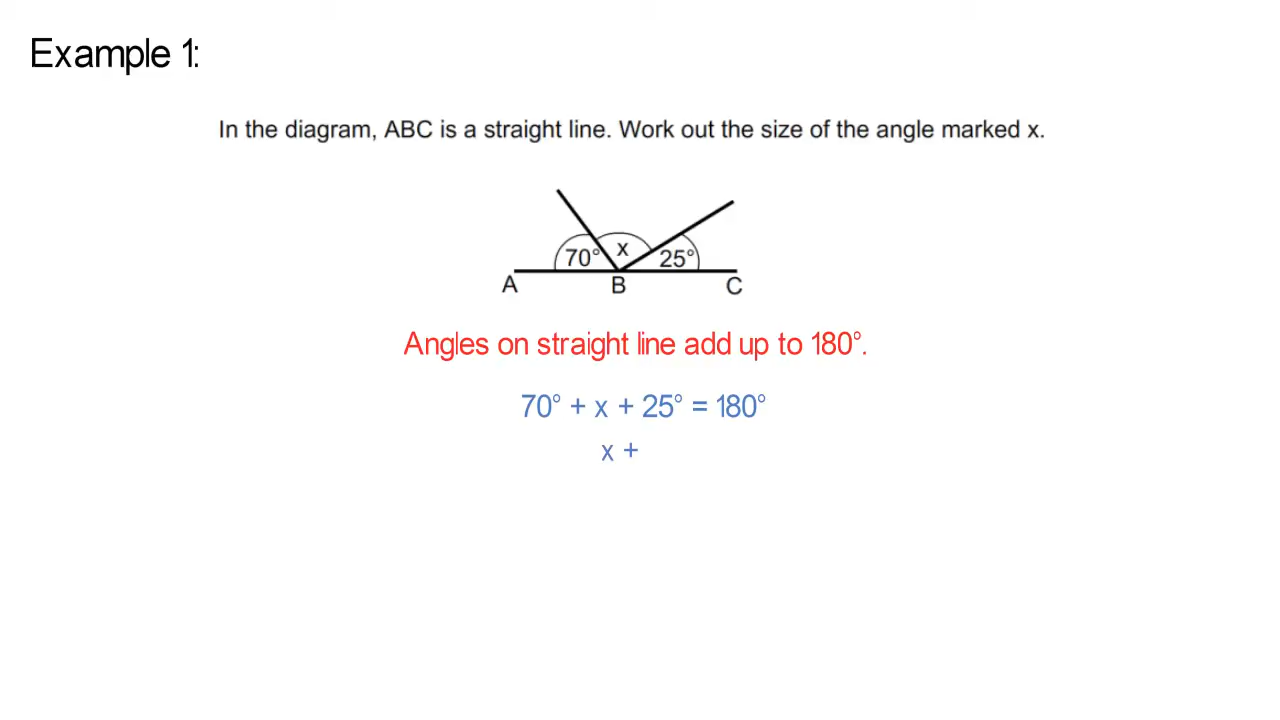 Example 1:
In the diagram, ABC is a straight line. Work out the size of the angle marked x.
70° x 25°
A B C
Angles on straight line add up to 180°.
70° + x + 25° = 180°
x +